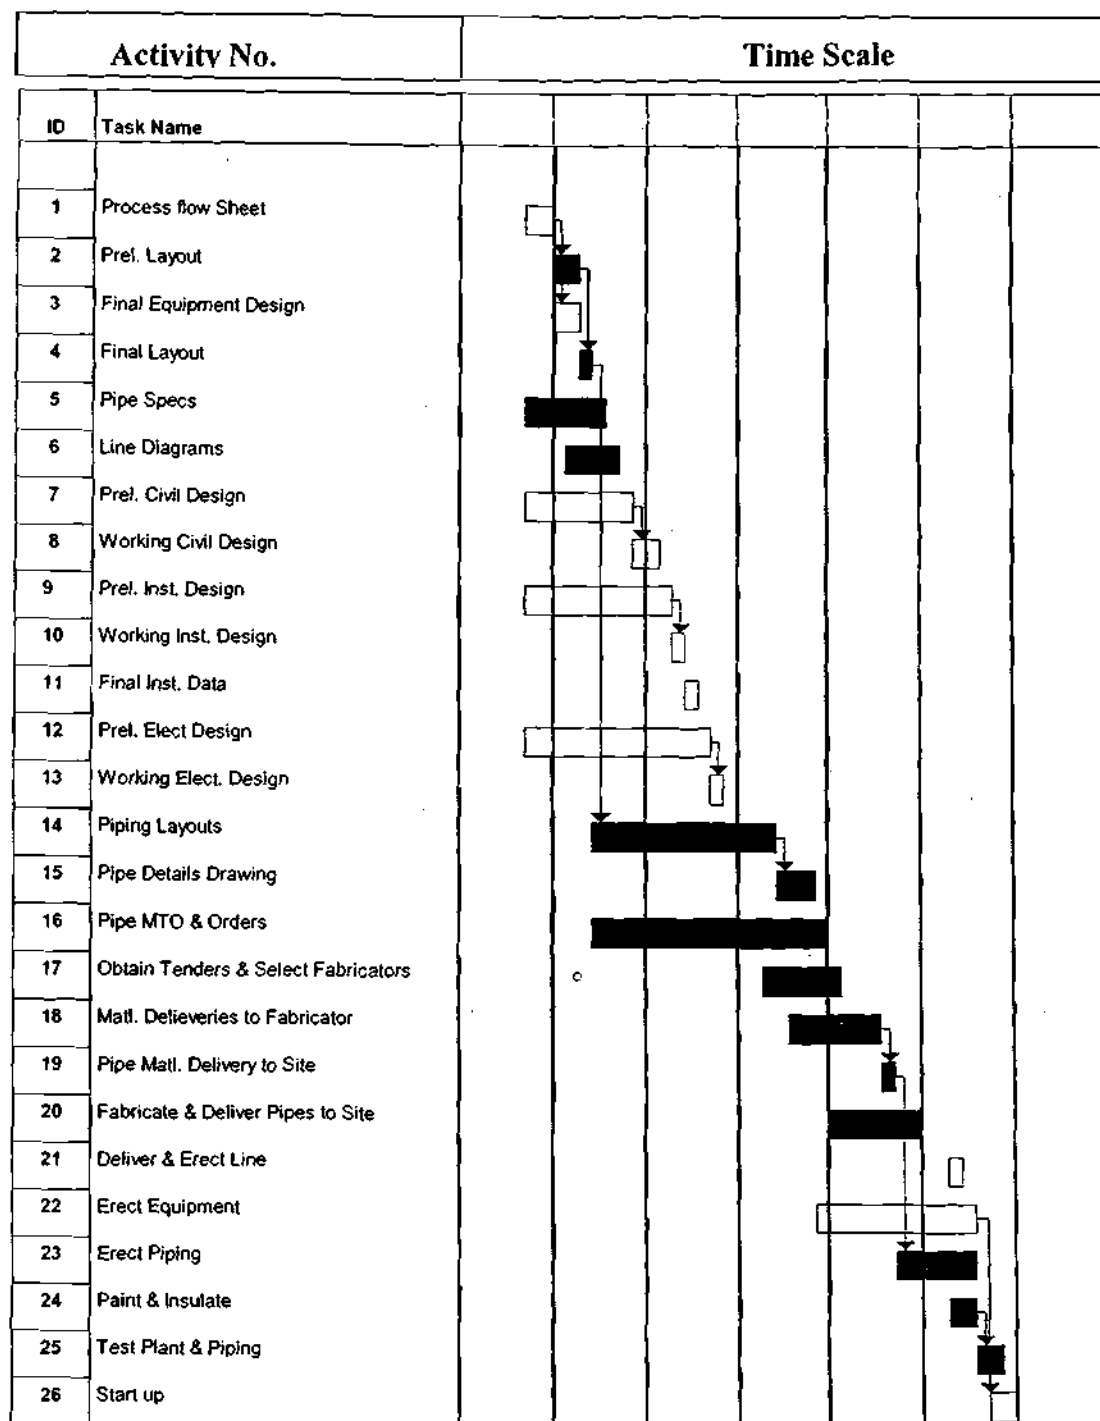 Activity No. Time Scale
ID Task Name
1 Process flow Sheet
2 Prel. Layout
3 Final Equipment Design
4 Final Layout
5 Pipe Specs
6 Line Diagrams
7 Prel. Civil Design
8 Working Civil Design
9 Prel. Inst. Design
10 Working Inst. Design
11 Final Inst. Data
12 Prel. Elect Design
13 Working Elect. Design
14 Piping Layouts
15 Pipe Details Drawing
16 Pipe MTO & Orders
17 Obtain Tenders & Select Fabricators
18 Matl. Delieveries to Fabricator
19 Pipe Matl. Delivery to Site
20 Fabricate & Deliver Pipes to Site
21 Deliver & Erect Line
22 Erect Equipment
23 Erect Piping
24 Paint & Insulate
25 Test Plant & Piping
26 Start up